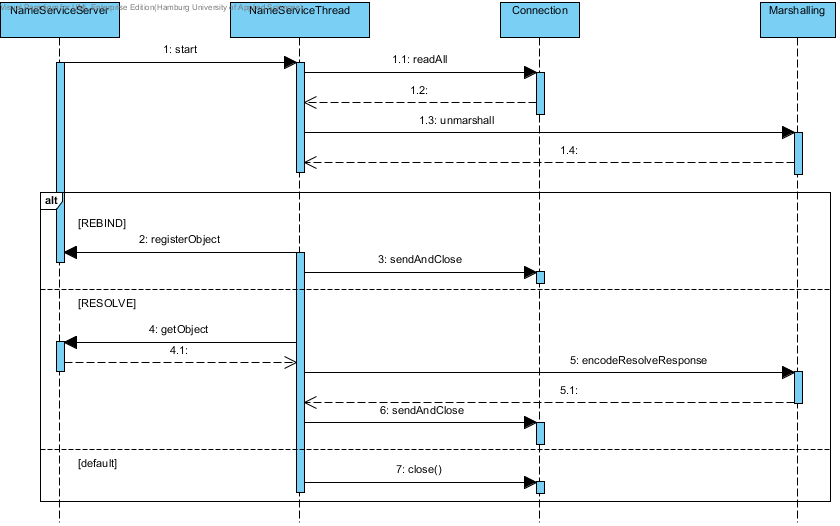 NameServiceServer
NameServiceThread
Connection
Marshalling
1: start
1.1: readAll
1.2:
1.3: unmarshall
1.4:
alt
[REBIND]
2: registerObject
3: sendAndClose
[RESOLVE]
4: getObject
4.1:
5: encodeResolveResponse
5.1:
6: sendAndClose
[default]
7: close()